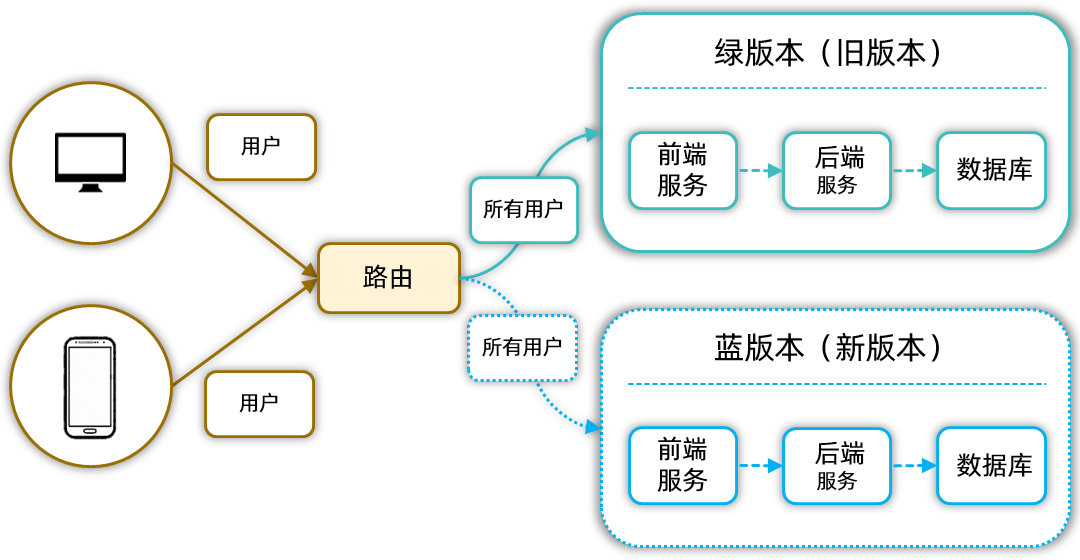 用户
用户
路由
所有用户
所有用户
绿版本（旧版本）
前端
服务
后端
服务
数据库
蓝版本（新版本）
前端
服务
后端
服务
数据库